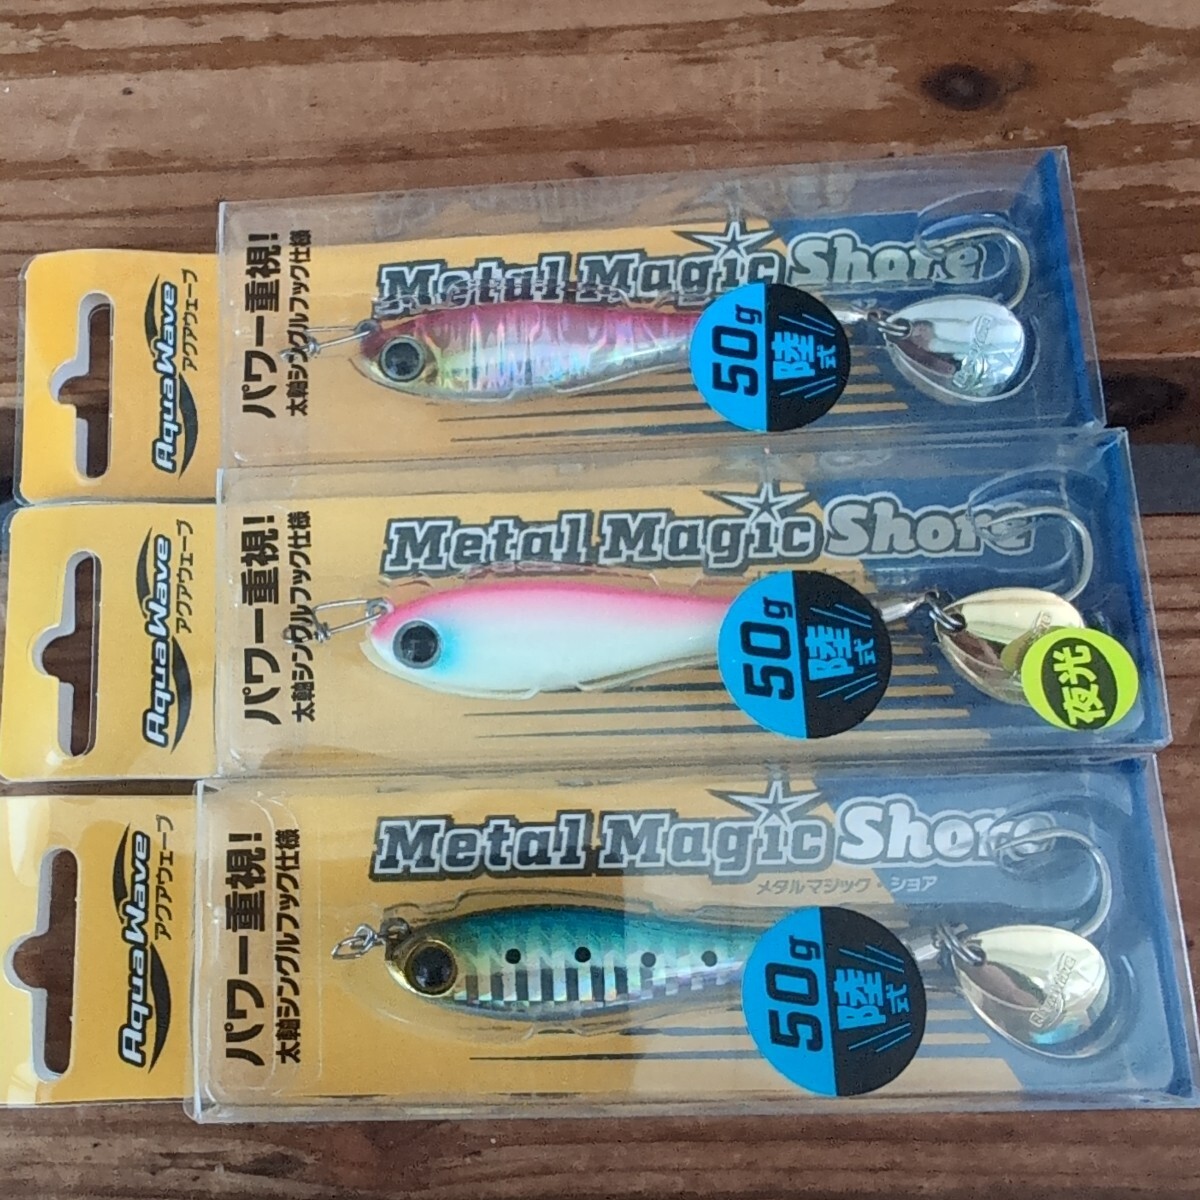 AquaWave
アクアウェーブ
パワー重視!
太軸シングルフック仕様
Metal Magic Shore
50g
陸式
AquaWave
アクアウェーブ
パワー重視!
太軸シングルフック仕様
Metal Magic Shore
50g
陸式
夜光
AquaWave
アクアウェーブ
パワー重視!
太軸シングルフック仕様
Metal Magic Shore
メタルマジック・ショア
50g
陸式